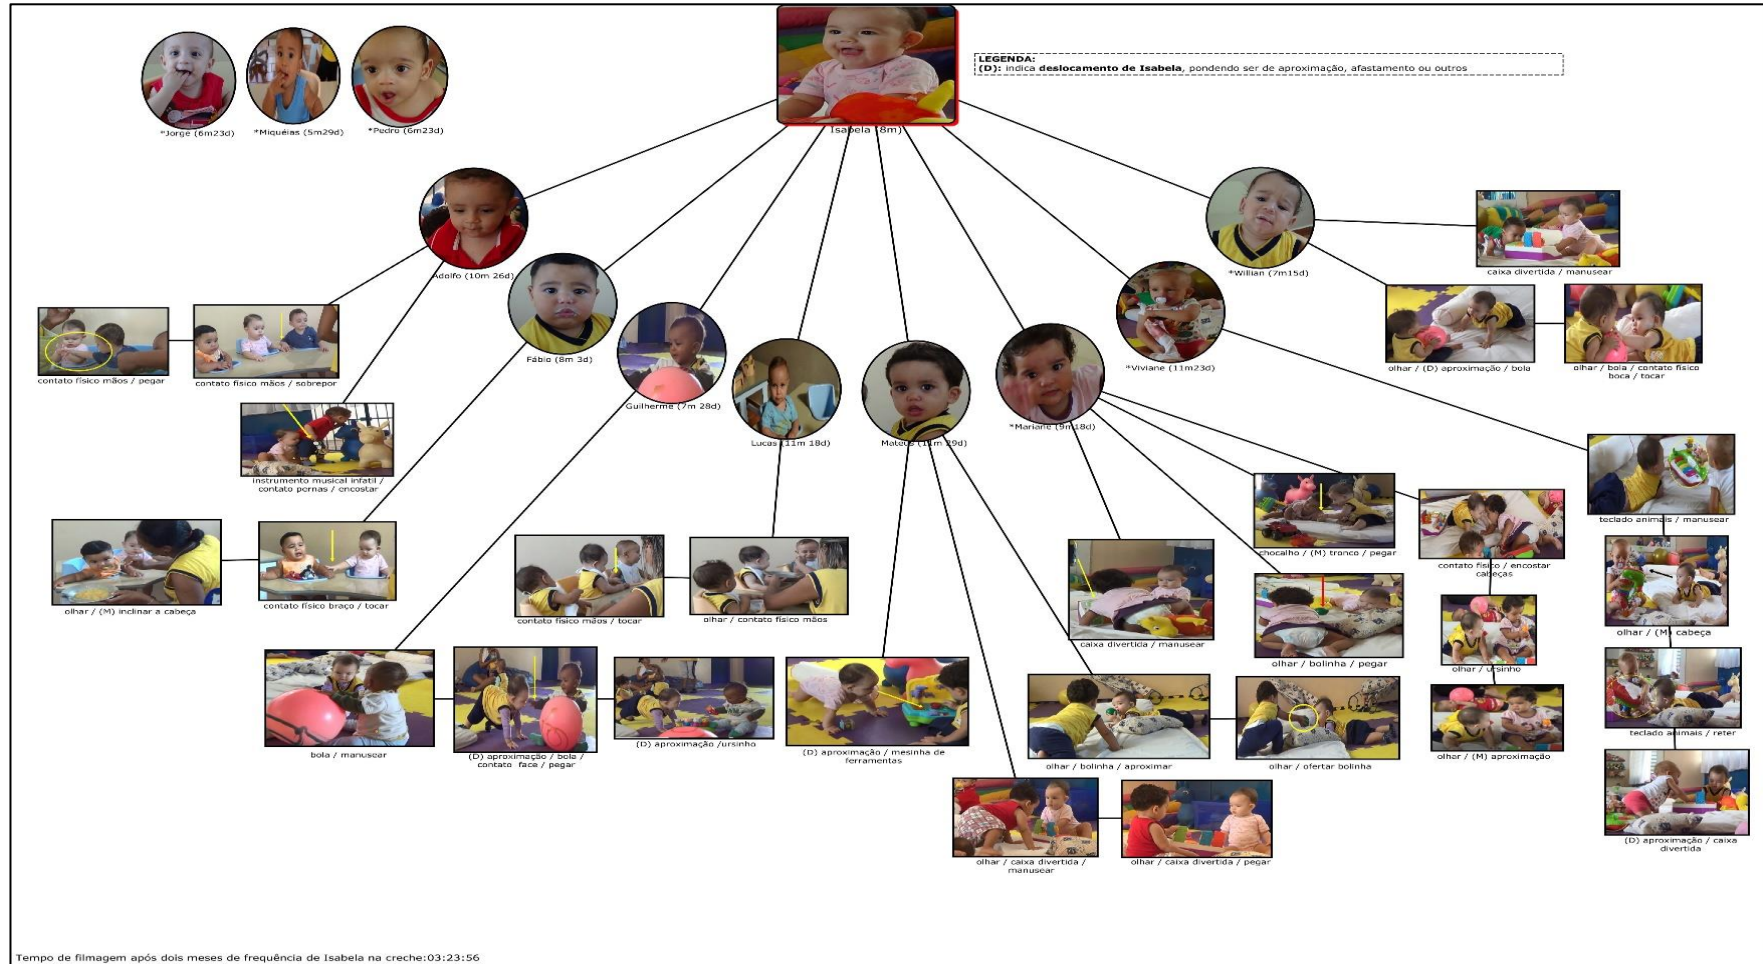 LEGENDA:
(D): indica deslocamento de Isabela, pondendo ser de aproximação, afastamento ou outros
*Jorge (6m23d)
*Miquéias (5m29d)
*Pedro (6m23d)
Isabela (8m)
Adolfo (10m 26d)
*Willian (7m15d)
caixa divertida / manusear
Fábio (8m 3d)
*Viviane (11m23d)
contato físico mãos / pegar
contato físico mãos / sobrepor
olhar / (D) aproximação / bola
olhar / bola / contato físico
boca / tocar
Guilherme (7m 28d)
*Mariane (9m18d)
Lucas (11m 18d)
Mateus (11m 29d)
instrumento musical infatil /
contato pernas / encostar
teclado animais / manusear
chocalho / (M) tronco / pegar
contato físico / encostar
cabeças
olhar / (M) inclinar a cabeça
contato físico braço / tocar
contato físico mãos / tocar
olhar / contato físico mãos
caixa divertida / manusear
olhar / (M) cabeça
olhar / bolinha / pegar
olhar / ursinho
bola / manusear
(D) aproximação / bola /
contato face / pegar
(D) aproximação /ursinho
(D) aproximação / mesinha de
ferramentas
olhar / bolinha / aproximar
olhar / ofertar bolinha
olhar / (M) aproximação
teclado animais / reter
(D) aproximação / caixa
divertida
olhar / caixa divertida /
manusear
olhar / caixa divertida / pegar
Tempo de filmagem após dois meses de frequência de Isabela na creche:03:23:56